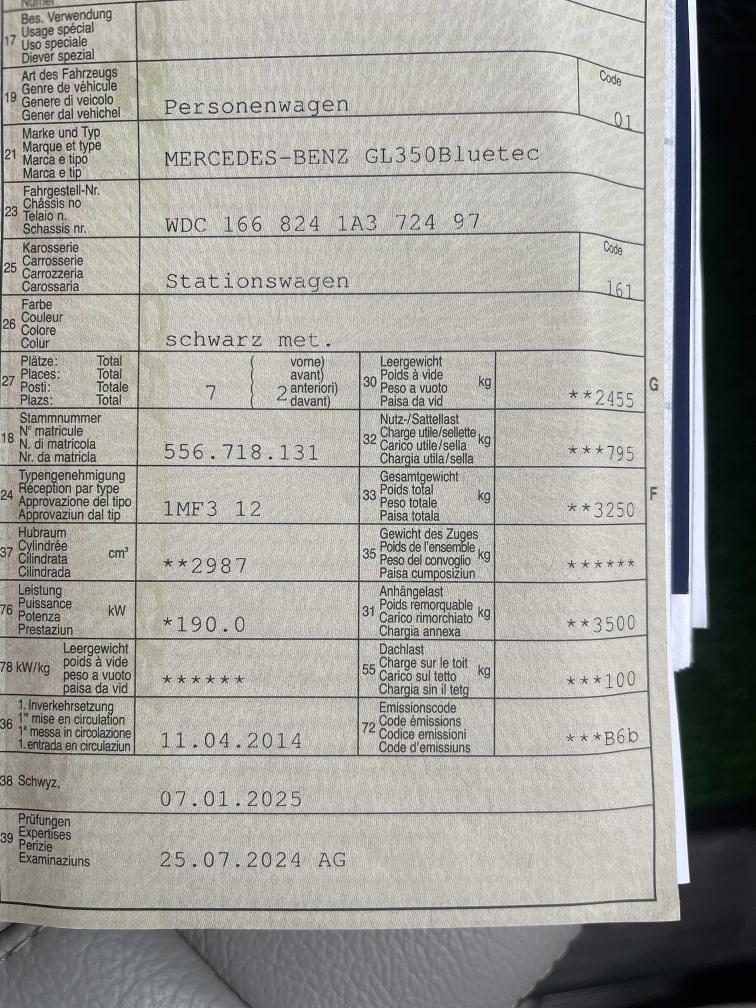 Bes. Verwendung
17 Usage spécial
Uso speciale
Diever spezial
Art des Fahrzeugs
19 Genre de véhicule
Genere di veicolo
Gener dal vehichel
Personenwagen
Code
01
Marke und Typ
21 Marque et type
Marca e tipo
Marca e tip
MERCEDES-BENZ GL350Bluetec
Fahrgestell-Nr.
23 Châssis no
Telaio n.
Schassis nr.
WDC 166 824 1A3 724 97
Karosserie
25 Carrosserie
Carrozzeria
Carossaria
Stationswagen
Code
161
Farbe
26 Couleur
Colore
Colur
schwarz met.
27 Plätze: Total
Places: Total
Posti: Totale
Plazs: Total
7
( vorne)
avant)
2 anteriori)
( davant)
Leergewicht
30 Poids à vide kg
Peso a vuoto
Paisa da vid
**2455
G
Stammnummer
18 N° matricule
N. di matricola
Nr. da matricla
556.718.131
Nutz-/Sattellast
32 Charge utile/sellette kg
Carico utile/sella
Chargia utila/sella
***795
Typengenehmigung
24 Réception par type
Approvazione del tipo
Approvaziun dal tip
1MF3 12
Gesamtgewicht
33 Poids total kg
Peso totale
Paisa totala
**3250
F
Hubraum
37 Cylindrée cm³
Cilindrata
Cilindrada
**2987
Gewicht des Zuges
35 Poids de l'ensemble kg
Peso del convoglio
Paisa cumposiziun
******
Leistung
76 Puissance kW
Potenza
Prestaziun
*190.0
Anhängelast
31 Poids remorquable kg
Carico rimorchiato
Chargia annexa
**3500
Leergewicht
78 kW/kg poids à vide
peso a vuoto
paisa da vid
******
Dachlast
55 Charge sur le toit kg
Carico sul tetto
Chargia sin il tetg
***100
1. Inverkehrsetzung
36 1re mise en circulation
1a messa in circolazione
1. entrada en circulaziun
11.04.2014
Emissionscode
72 Code émissions
Codice emissioni
Code d'emissiuns
***B6b
38 Schwyz,
07.01.2025
Prüfungen
39 Expertises
Perizie
Examinaziuns
25.07.2024 AG